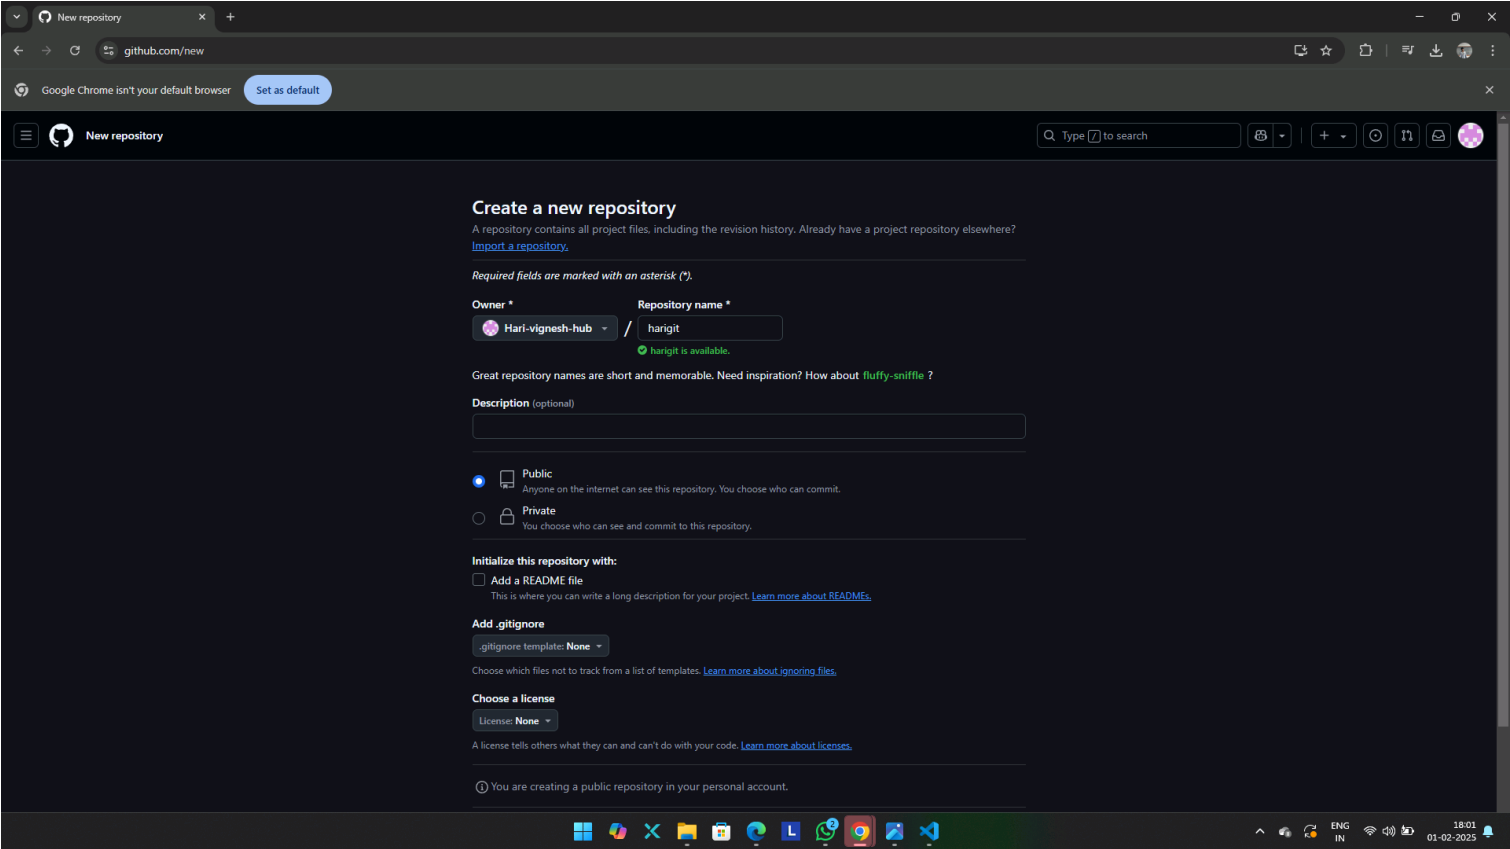 New repository
github.com/new
Google Chrome isn't your default browser
Set as default
New repository
Type / to search
Create a new repository
A repository contains all project files, including the revision history. Already have a project repository elsewhere?
Import a repository.
Required fields are marked with an asterisk (*).
Owner * Repository name *
Hari-vignesh-hub / harigit
harigit is available.
Great repository names are short and memorable. Need inspiration? How about fluffy-sniffle ?
Description (optional)
Public
Anyone on the internet can see this repository. You choose who can commit.
Private
You choose who can see and commit to this repository.
Initialize this repository with:
Add a README file
This is where you can write a long description for your project. Learn more about READMEs.
Add .gitignore
.gitignore template: None
Choose which files not to track from a list of templates. Learn more about ignoring files.
Choose a license
License: None
A license tells others what they can and can't do with your code. Learn more about licenses.
You are creating a public repository in your personal account.
L
2
ENG
IN
18:01
01-02-2025